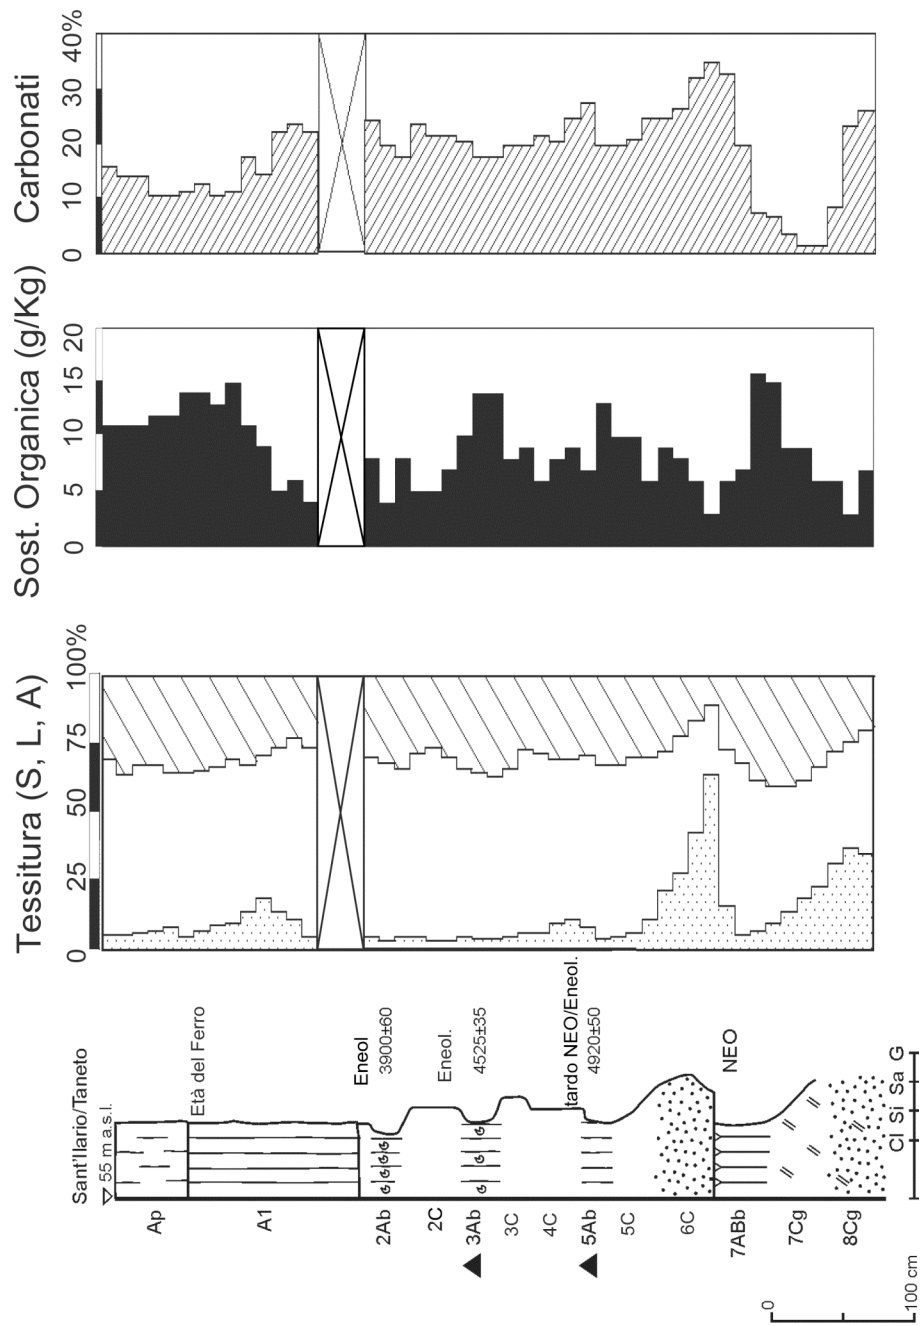 Sant'Ilario/Taneto
55 m a.s.l.
Età del Ferro
Eneol
3900±60
Eneol.
4525±35
tardo NEO/Eneol.
4920±50
NEO
Cl Si Sa G
Ap
A1
2Ab
2C
3Ab
3C
4C
5Ab
5C
6C
7ABb
7Cg
8Cg
0
100 cm
Tessitura (S, L, A)
0 25 50 75 100%
Sost. Organica (g/Kg)
0 5 10 15 20
Carbonati
0 10 20 30 40%